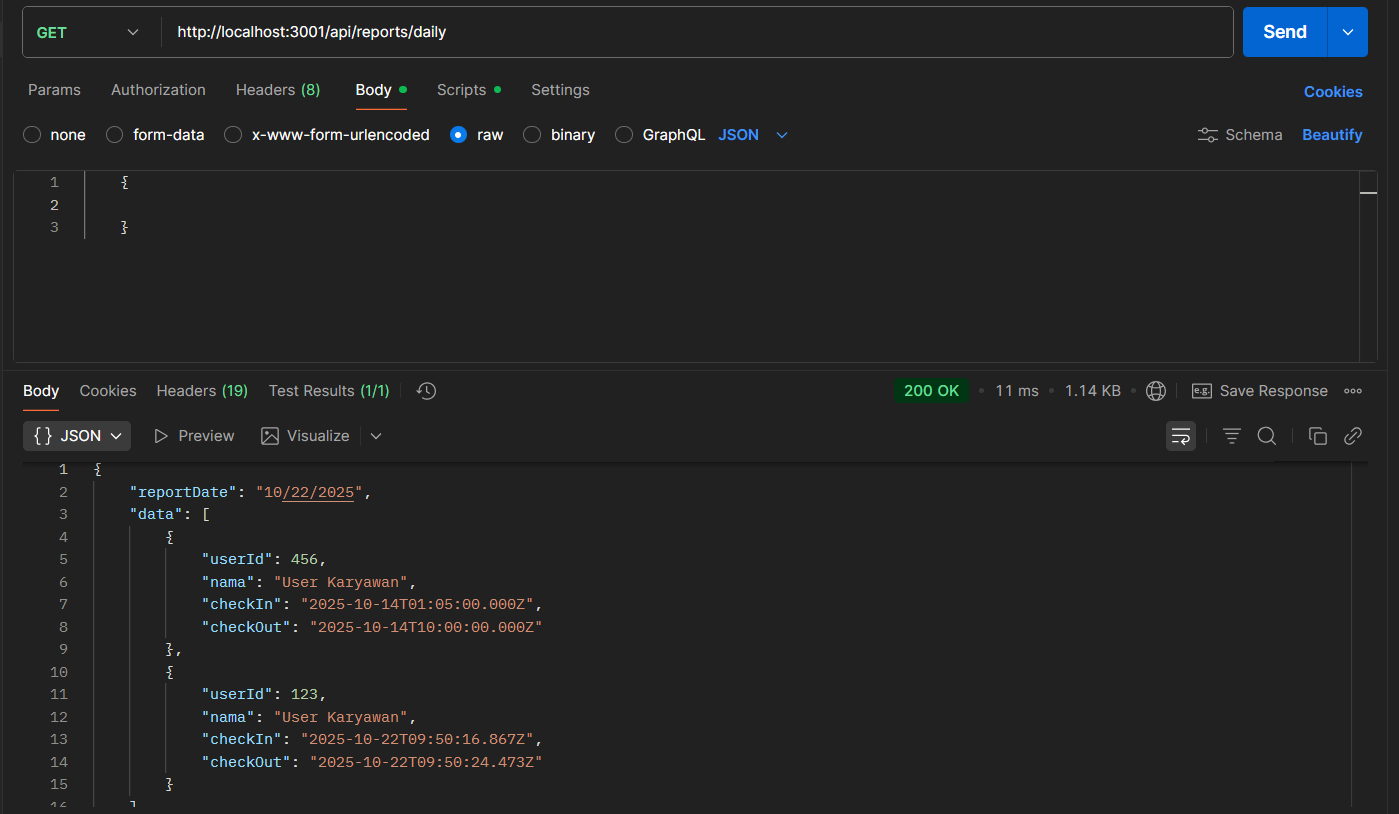 GET http://localhost:3001/api/reports/daily Send
Params Authorization Headers (8) Body Scripts Settings Cookies
none form-data x-www-form-urlencoded raw binary GraphQL JSON Schema Beautify
1 {
2
3 }
Body Cookies Headers (19) Test Results (1/1) 200 OK 11 ms 1.14 KB e.g. Save Response
{} JSON Preview Visualize
1 {
2 "reportDate": "10/22/2025",
3 "data": [
4 {
5 "userId": 456,
6 "nama": "User Karyawan",
7 "checkIn": "2025-10-14T01:05:00.000Z",
8 "checkOut": "2025-10-14T10:00:00.000Z"
9 },
10 {
11 "userId": 123,
12 "nama": "User Karyawan",
13 "checkIn": "2025-10-22T09:50:16.867Z",
14 "checkOut": "2025-10-22T09:50:24.473Z"
15 }
16 ]